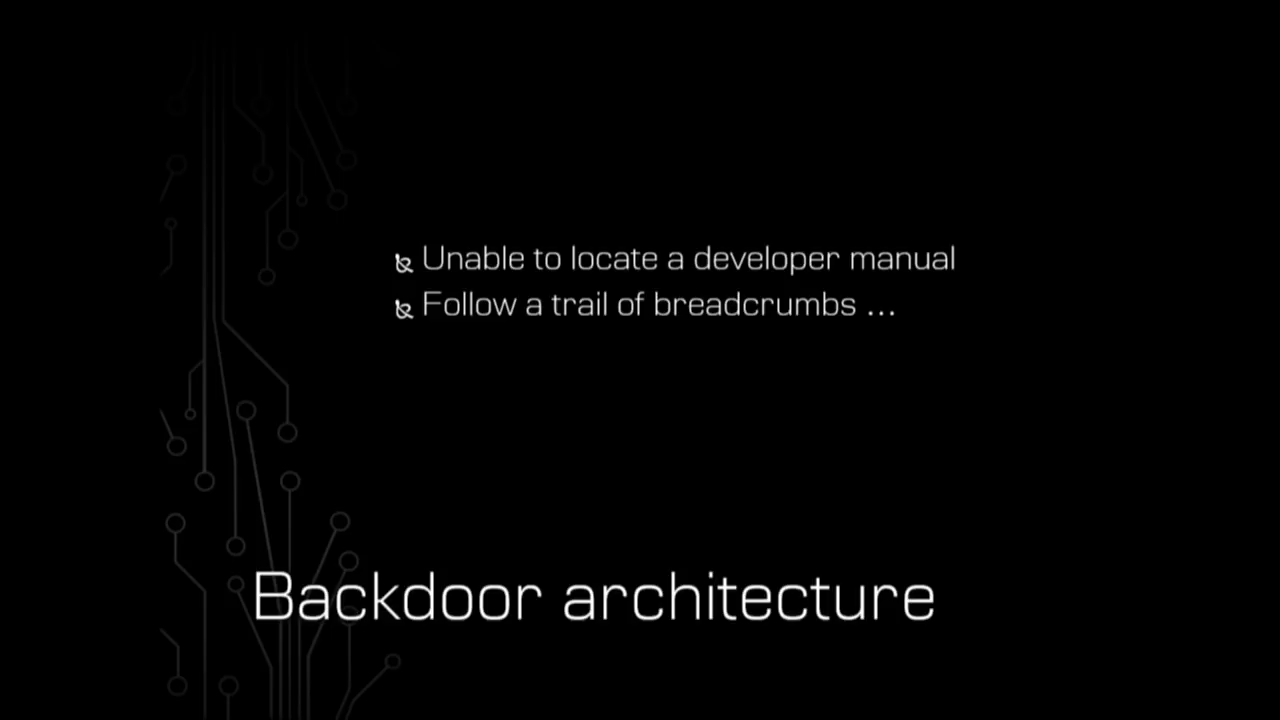 Unable to locate a developer manual
Follow a trail of breadcrumbs ...
Backdoor architecture